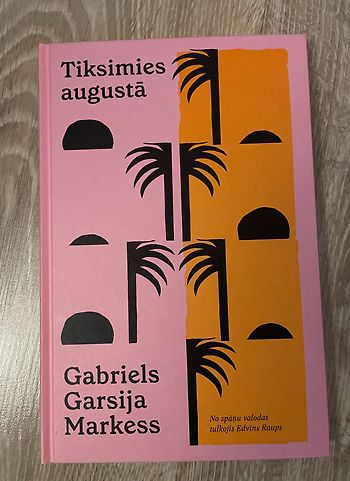 Tiksimies
augustā
Gabriels
Garsija
Markess
No spāņu valodas
tulkojis Edvīns Raups